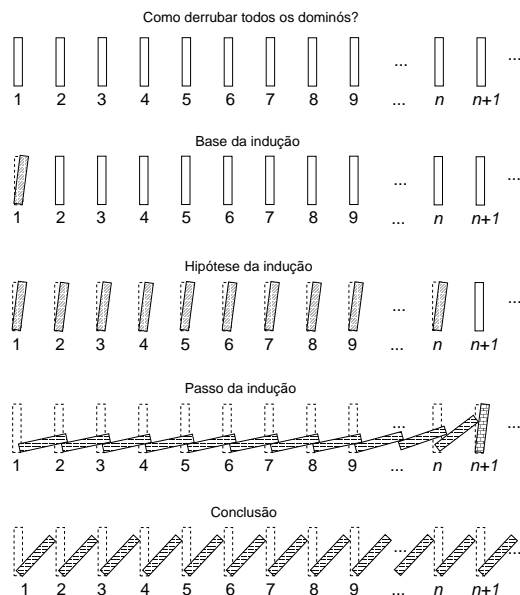 Como derrubar todos os dominós?
... ...
1 2 3 4 5 6 7 8 9 ... n n+1
Base da indução
... ...
1 2 3 4 5 6 7 8 9 ... n n+1
Hipótese da indução
... ...
1 2 3 4 5 6 7 8 9 ... n n+1
Passo da indução
... ...
1 2 3 4 5 6 7 8 9 ... n n+1
Conclusão
... ...
1 2 3 4 5 6 7 8 9 ... n n+1